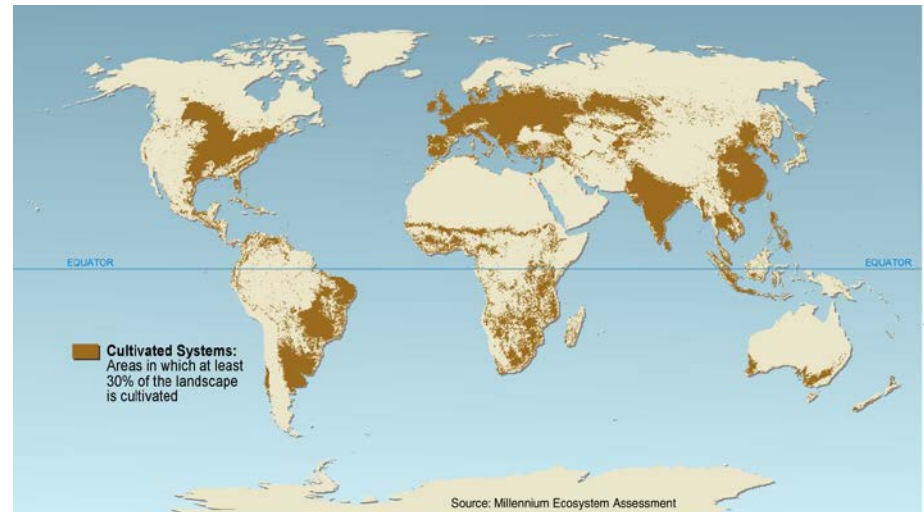 EQUATOR
EQUATOR
Cultivated Systems:
Areas in which at least
30% of the landscape
is cultivated
Source: Millennium Ecosystem Assessment